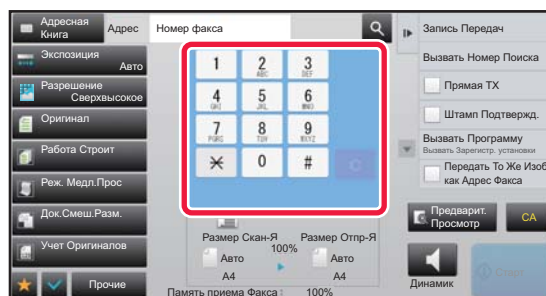 Адресная
Книга
Адрес
Номер факса
Экспозиция
Авто
Разрешение
Сверхвысокое
Оригинал
Работа Строит
Реж. Медл.Прос
Док.Смеш.Разм.
Учет Оригиналов
Прочие
1
2
ABC
3
DEF
4
GHI
5
JKL
6
MNO
7
PQRS
8
TUV
9
WXYZ
0
#
Размер Скан-Я
Размер Отпр-Я
100%
Авто
A4
Авто
A4
Память приема Факса: 100%
Запись Передач
Вызвать Номер Поиска
Прямая TX
Штамп Подтвержд.
Вызвать Программу
Вызвать Зарегистр. установки
Передать То Же Изоб
как Адрес Факса
Предварит.
Просмотр
CA
Динамик
Старт